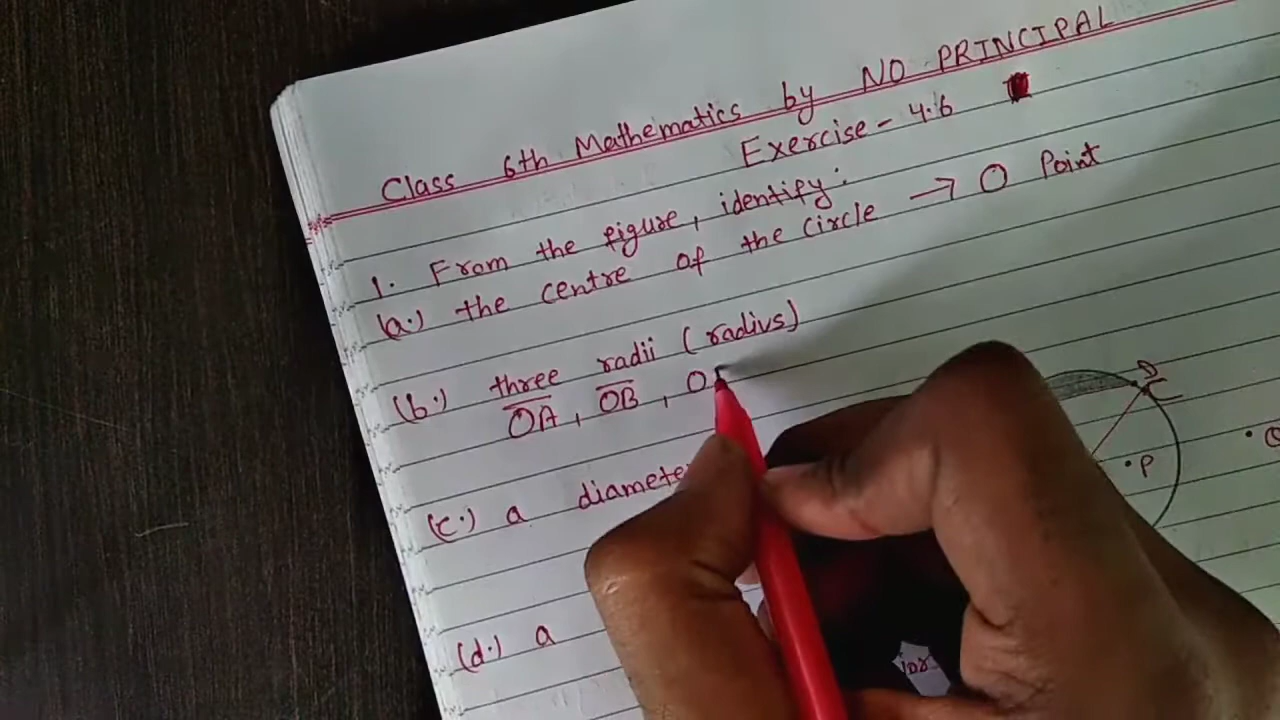 Class 6th Mathematics by NO PRINCIPAL
Exercise - 4.6
1. From the figure, identify:
(a.) the centre of the circle → O Point
(b.) three radii (radius)
OA, OB, O
(c.) a diameter
D
C
.P
(d.) a